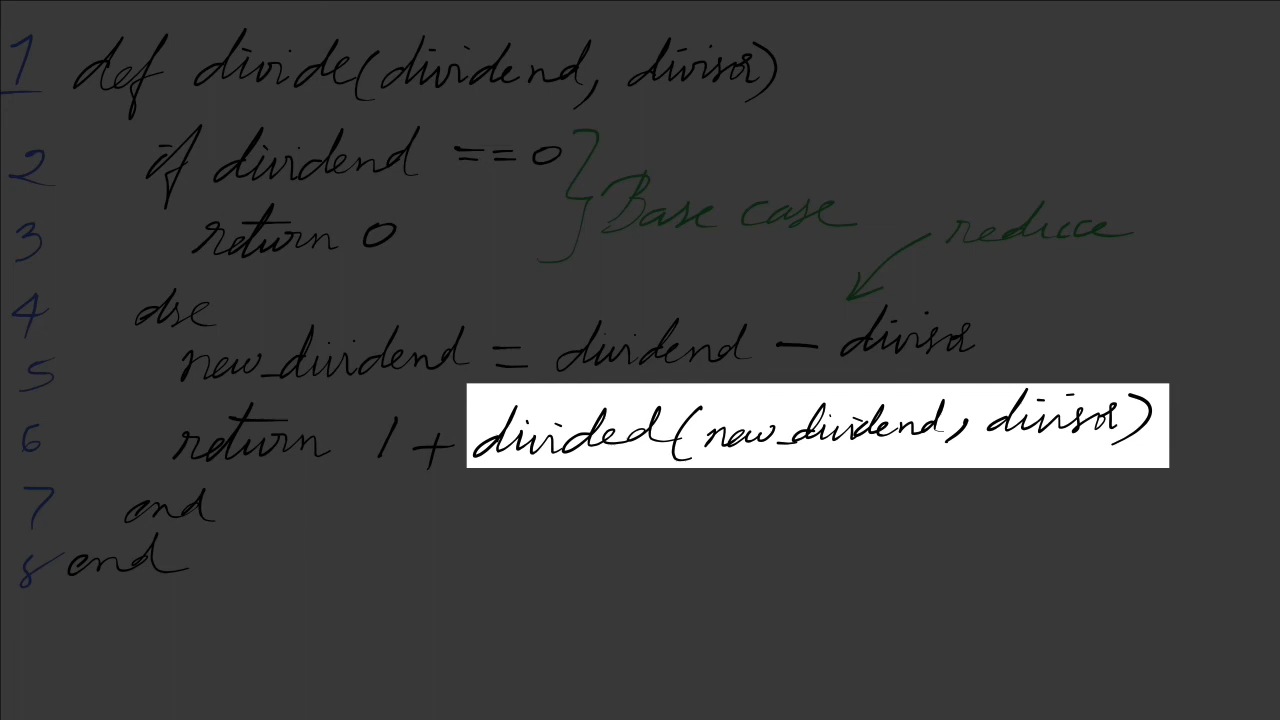 1 def divide(dividend, divisor)
2 if dividend == 0
Base case
reduce
3 return 0
4 else
5 new_dividend = dividend - divisor
6 return 1 + divided(new_dividend, divisor)
7 end
8 end